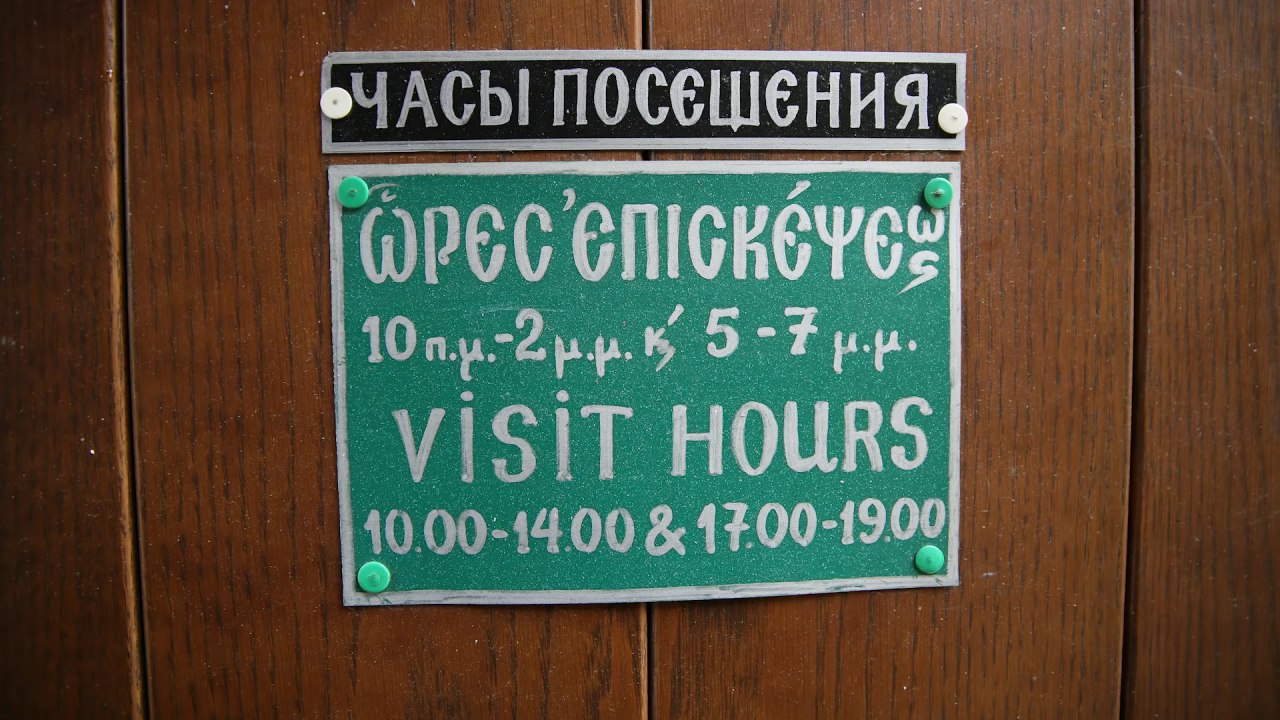 ЧАСЫ ПОСЕЩЕНИЯ
ὯΡΕΣ ἘΠΙΣΚΈΨΕως
10 π.μ.-2 μ.μ. ϗ́ 5-7 μ.μ.
VISIT HOURS
10.00-14.00 & 17.00-19.00